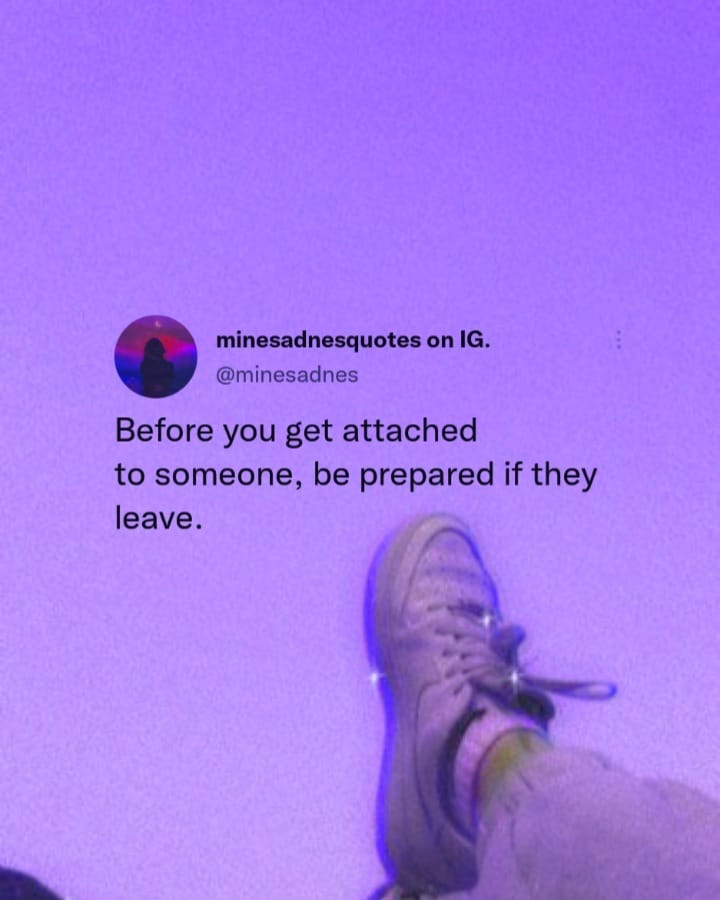 minesadnesquotes on IG.
@minesadnes
Before you get attached
to someone, be prepared if they
leave.